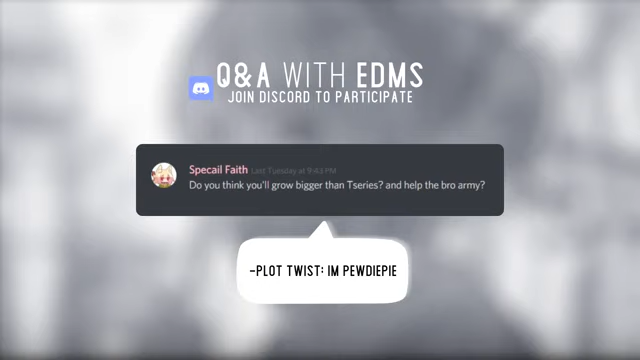 Q&A WITH EDMS
JOIN DISCORD TO PARTICIPATE
Specail Faith Last Tuesday at 9:43 PM
Do you think you'll grow bigger than Tseries? and help the bro army?
-PLOT TWIST: IM PEWDIEPIE